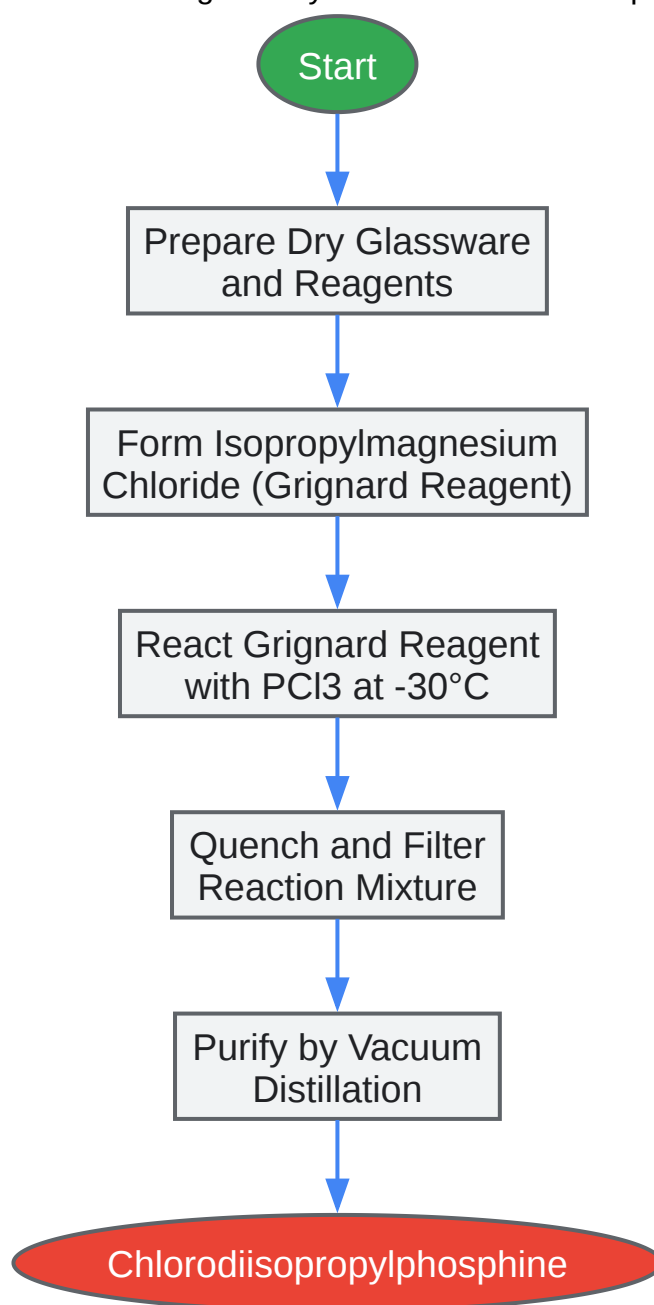 Start
Prepare Dry Glassware
and Reagents
Form Isopropylmagnesium
Chloride (Grignard Reagent)
React Grignard Reagent
with PCl3 at -30°C
Quench and Filter
Reaction Mixture
Purify by Vacuum
Distillation
Chlorodiisopropylphosphine